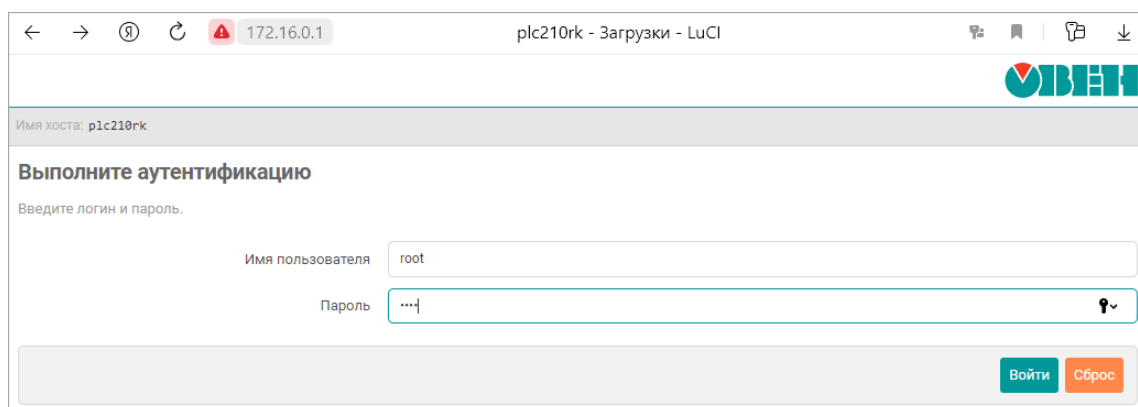 172.16.0.1 plc210rk - Загрузки - LuCI
ОВЕН
Имя хоста: plc210rk
Выполните аутентификацию
Введите логин и пароль.
Имя пользователя root
Пароль ····
Войти Сброс